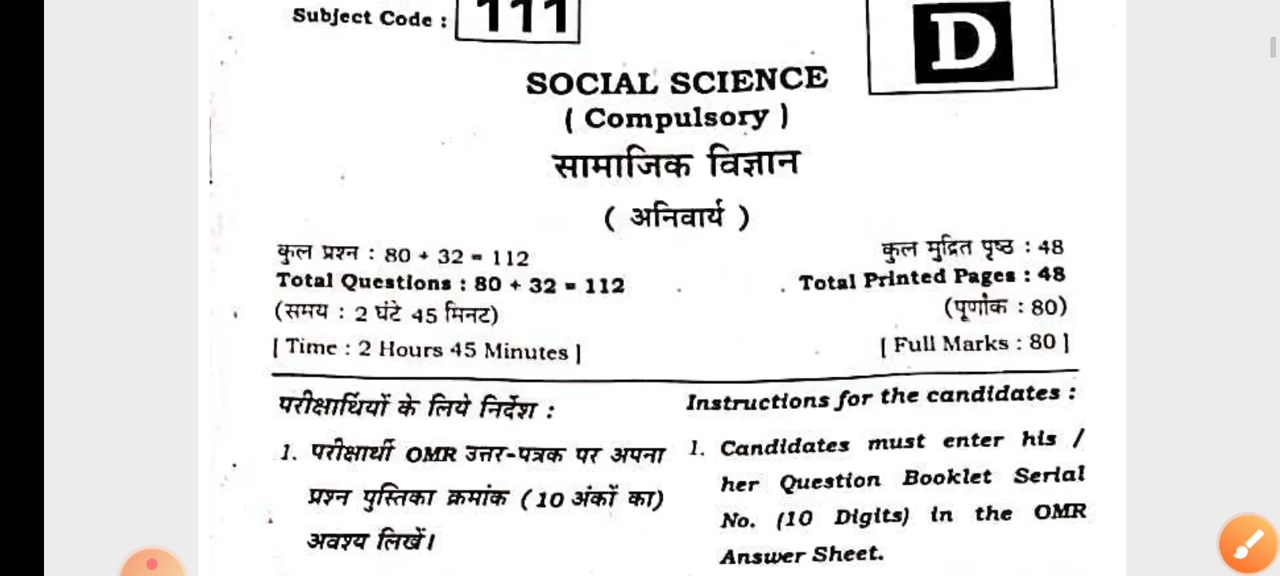 Subject Code : 111
D
SOCIAL SCIENCE
( Compulsory )
सामाजिक विज्ञान
( अनिवार्य )
कुल प्रश्न : 80 + 32 = 112
कुल मुद्रित पृष्ठ : 48
Total Questions : 80 + 32 = 112
Total Printed Pages : 48
(समय : 2 घंटे 45 मिनट)
(पूर्णांक : 80)
[ Time : 2 Hours 45 Minutes ]
[ Full Marks : 80 ]
परीक्षार्थियों के लिये निर्देश :
1. परीक्षार्थी OMR उत्तर-पत्रक पर अपना
प्रश्न पुस्तिका क्रमांक ( 10 अंकों का)
अवश्य लिखें।
Instructions for the candidates :
1. Candidates must enter his /
her Question Booklet Serial
No. (10 Digits) in the OMR
Answer Sheet.